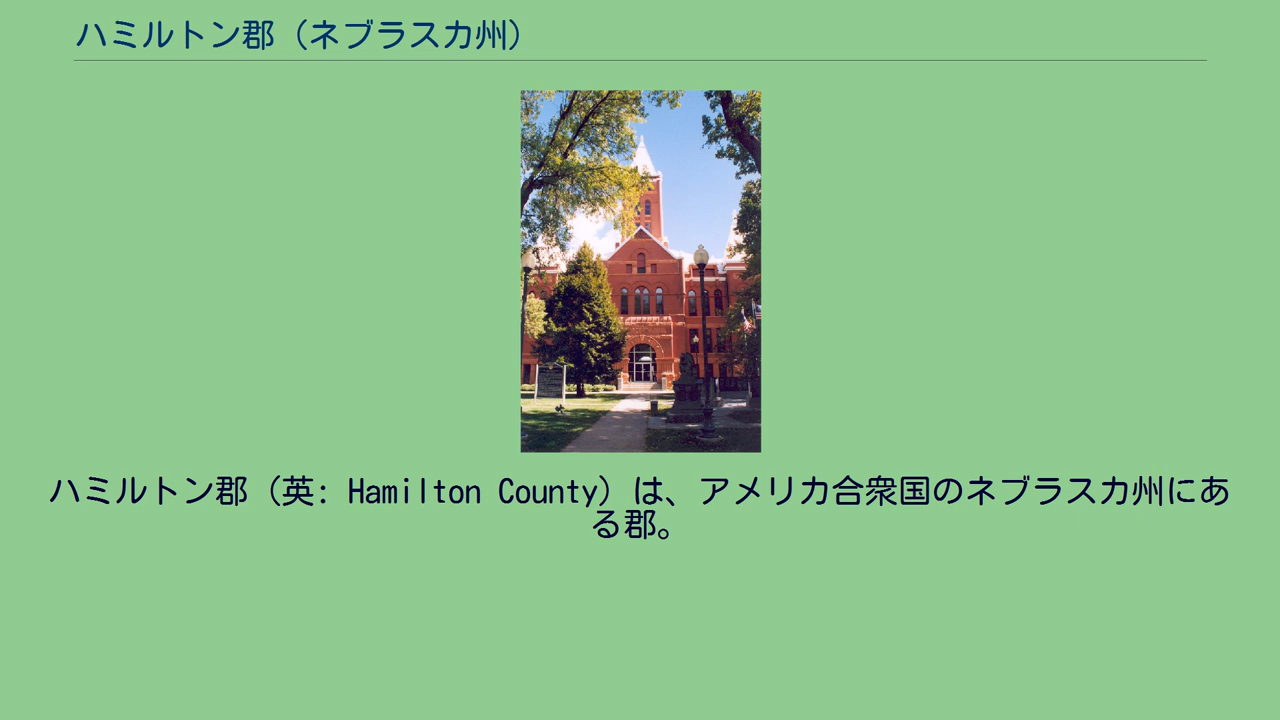 ハミルトン郡（ネブラスカ州）
ハミルトン郡（英: Hamilton County）は、アメリカ合衆国のネブラスカ州にあ
る郡。